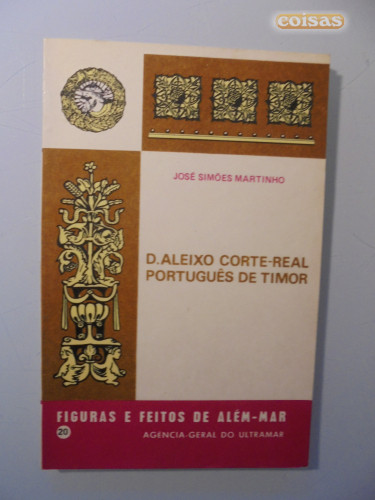 coisas
JOSÉ SIMÕES MARTINHO
D. ALEIXO CORTE-REAL
PORTUGUÊS DE TIMOR
FIGURAS E FEITOS DE ALÉM-MAR
20
AGÊNCIA-GERAL DO ULTRAMAR